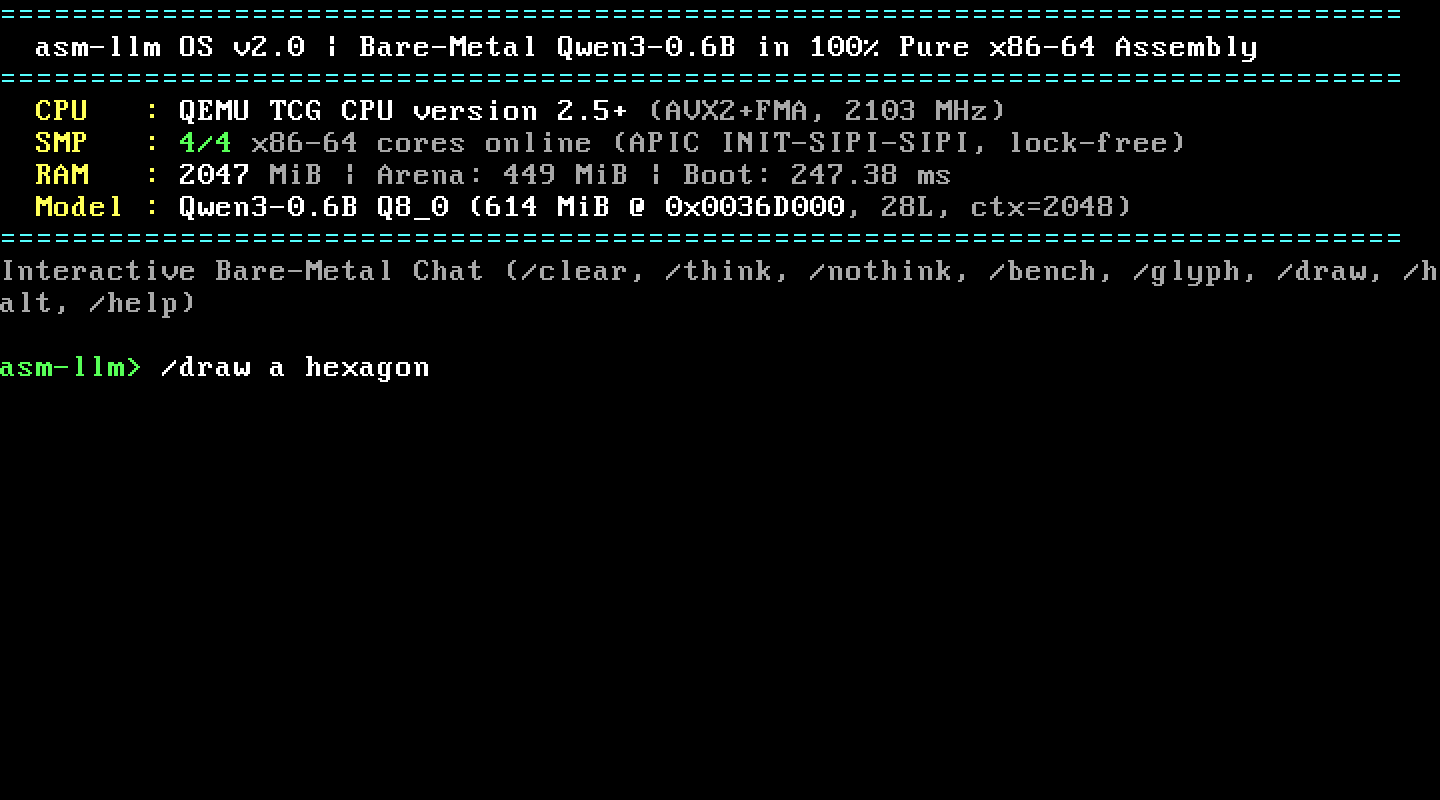 ==============================================================================
asm-llm OS v2.0 ¦ Bare-Metal Qwen3-0.6B in 100% Pure x86-64 Assembly
==============================================================================
CPU : QEMU TCG CPU version 2.5+ (AVX2+FMA, 2103 MHz)
SMP : 4/4 x86-64 cores online (APIC INIT-SIPI-SIPI, lock-free)
RAM : 2047 MiB ¦ Arena: 449 MiB ¦ Boot: 247.38 ms
Model : Qwen3-0.6B Q8_0 (614 MiB @ 0x0036D000, 28L, ctx=2048)
==============================================================================
Interactive Bare-Metal Chat (/clear, /think, /nothink, /bench, /glyph, /draw, /h
alt, /help)
asm-llm> /draw a hexagon